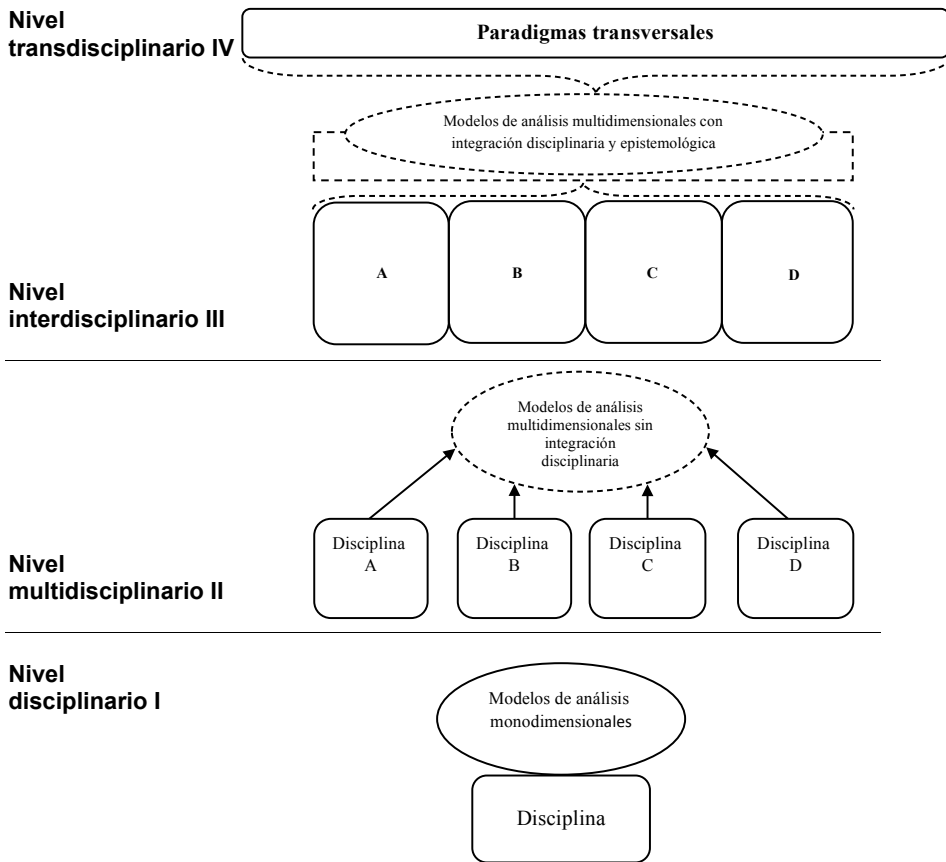 Nivel
transdisciplinario IV
Paradigmas transversales
Modelos de análisis multidimensionales con
integración disciplinaria y epistemológica
A
B
C
D
Nivel
interdisciplinario III
Modelos de análisis
multidimensionales sin
integración
disciplinaria
Disciplina
A
Disciplina
B
Disciplina
C
Disciplina
D
Nivel
multidisciplinario II
Nivel
disciplinario I
Modelos de análisis
monodimensionales
Disciplina